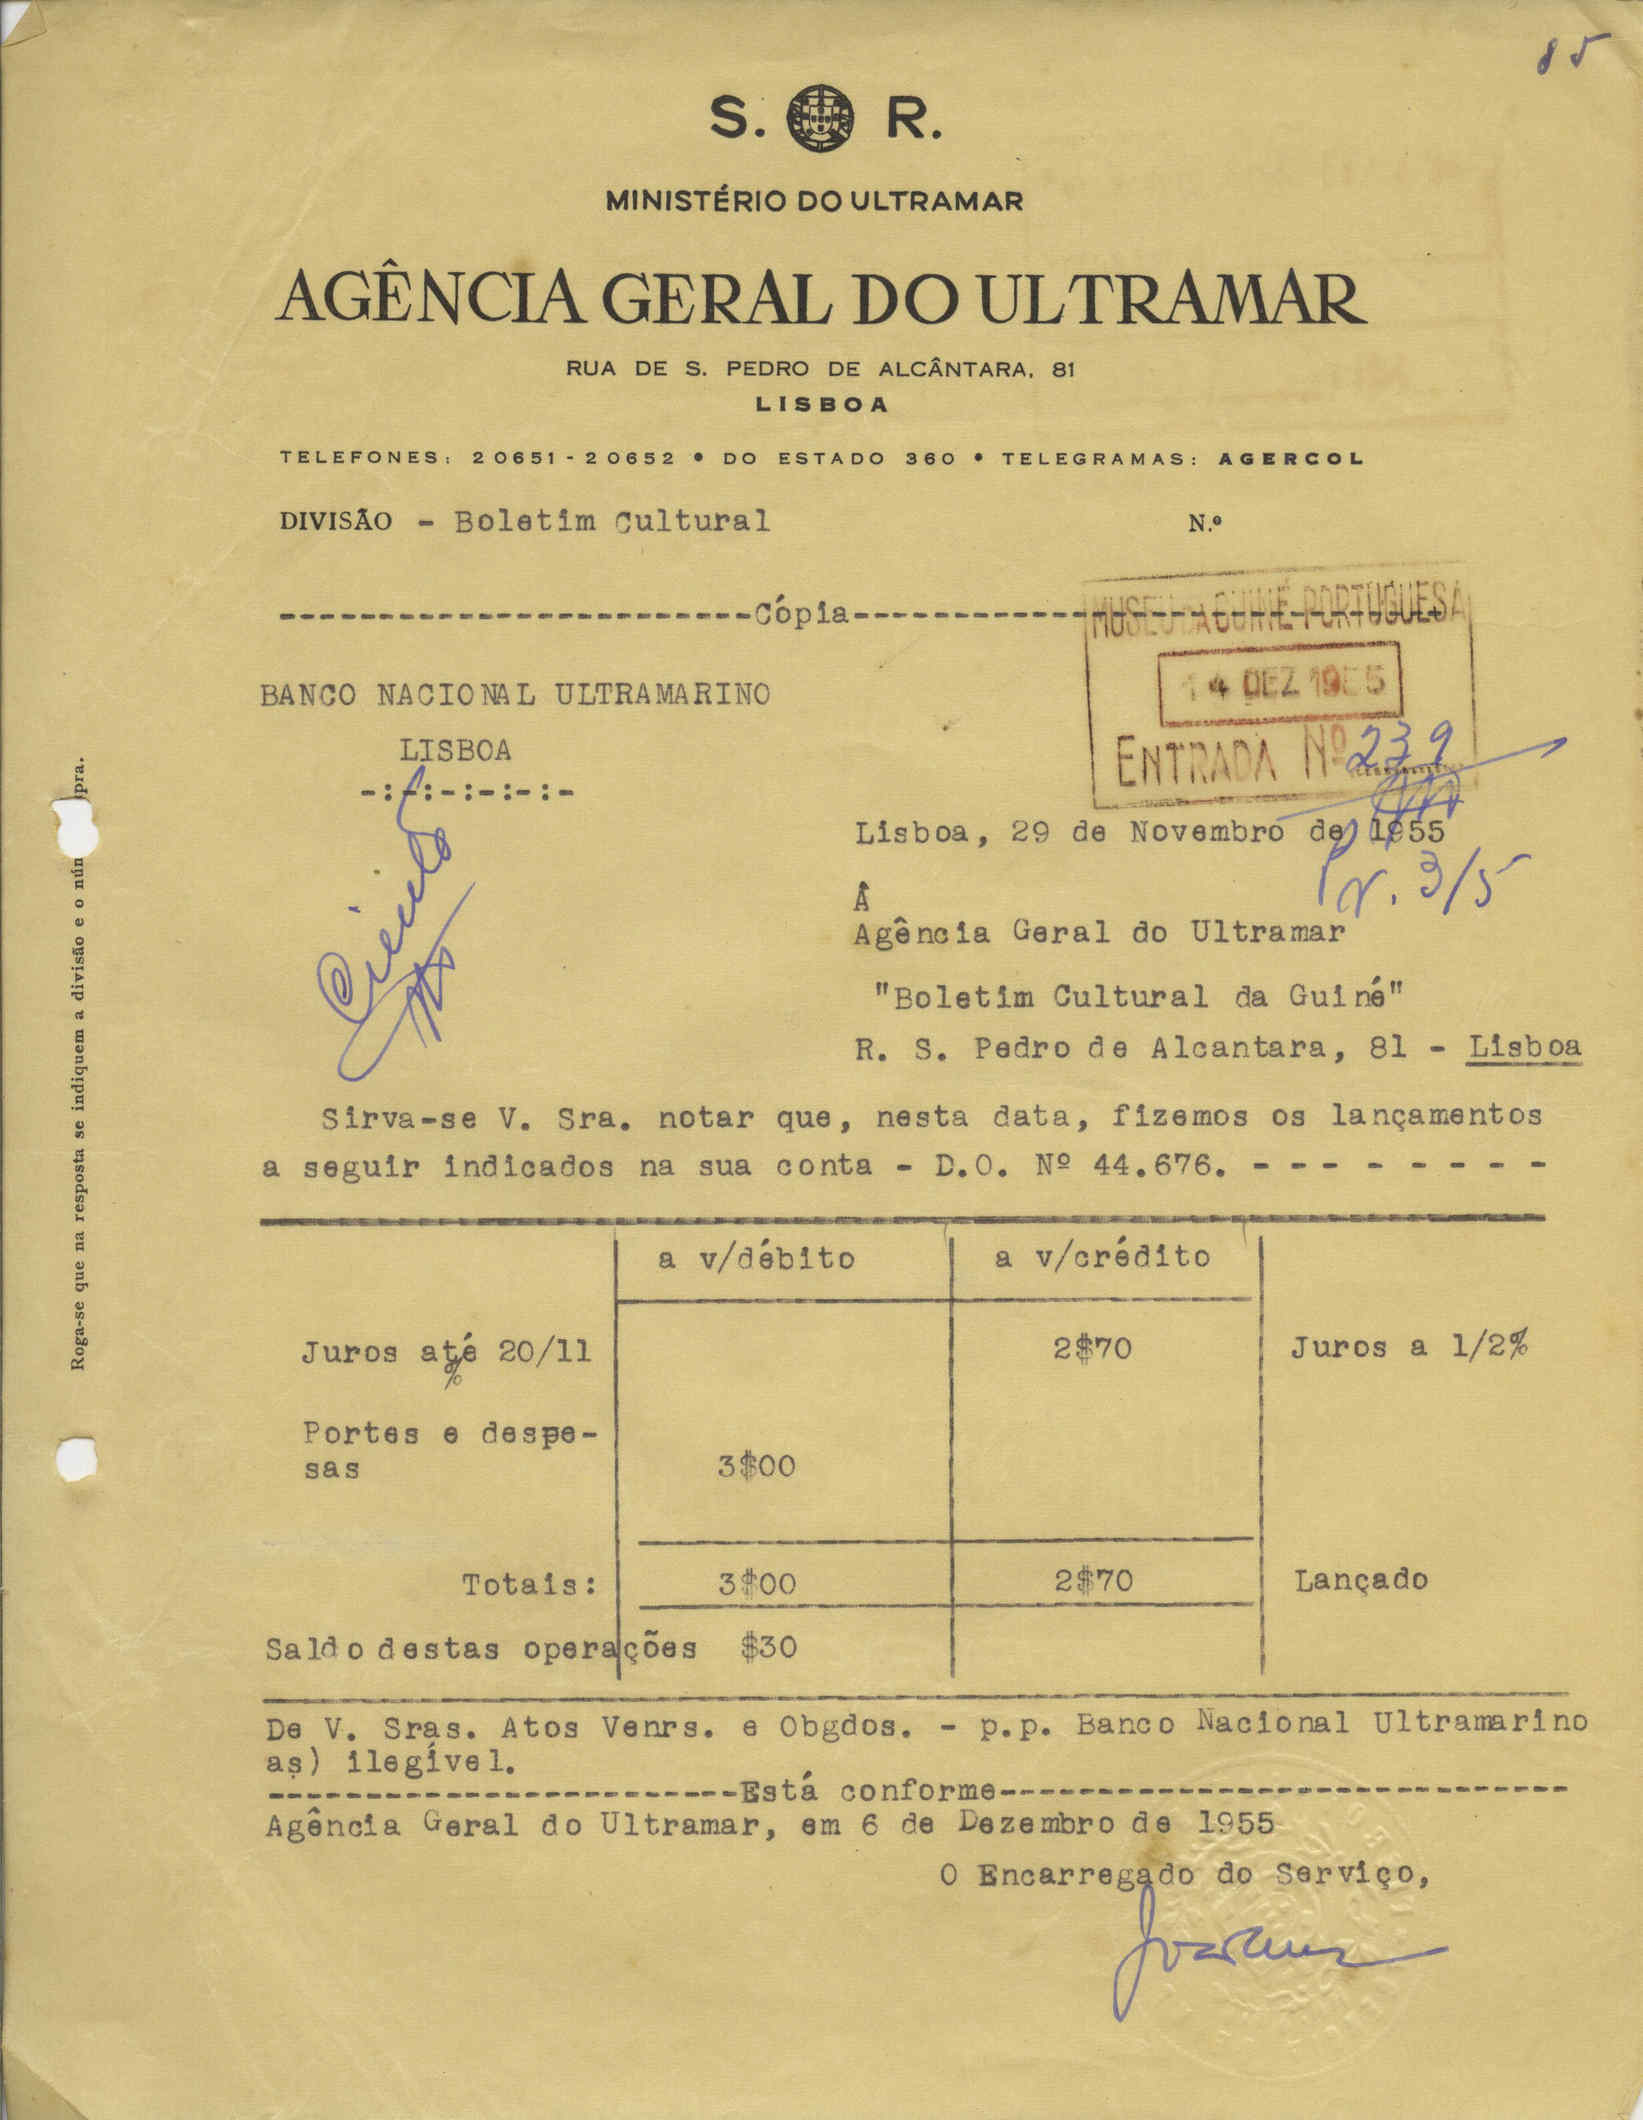 85
S. R.
MINISTÉRIO DO ULTRAMAR
AGÊNCIA GERAL DO ULTRAMAR
RUA DE S. PEDRO DE ALCÂNTARA, 81
LISBOA
TELEFONES: 20651-20652 • DO ESTADO 360 • TELEGRAMAS: AGERCOL
DIVISÃO - Boletim Cultural N.º
------------------------Cópia------------------------------
MUSEU DA GUINÉ PORTUGUESA
14 DEZ 1955
ENTRADA Nº 239
BANCO NACIONAL ULTRAMARINO
LISBOA
-:-:-:-:-:-
Lisboa, 29 de Novembro de 1955
P. 3/5
Â
Agência Geral do Ultramar
"Boletim Cultural da Guiné"
R. S. Pedro de Alcantara, 81 - Lisboa
Sirva-se V. Sra. notar que, nesta data, fizemos os lançamentos
a seguir indicados na sua conta - D.O. Nº 44.676. - - - - - - - -
a v/débito a v/crédito
Juros até 20/11 2$70 Juros a 1/2%
%
Portes e despe-
sas 3$00
Totais: 3$00 2$70 Lançado
Saldo destas operações $30
De V. Sras. Atos Venrs. e Obgdos. - p.p. Banco Nacional Ultramarino
as) ilegível.
------------------------Está conforme-----------------------------
Agência Geral do Ultramar, em 6 de Dezembro de 1955
O Encarregado do Serviço,
Roga-se que na resposta se indiquem a divisão e o núm pra.